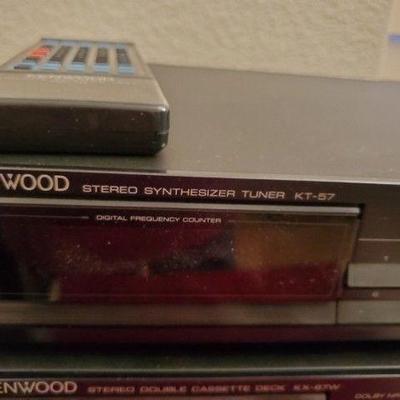 KENWOOD
WOOD STEREO SYNTHESIZER TUNER KT-57
DIGITAL FREQUENCY COUNTER
ENWOOD STEREO DOUBLE CASSETTE DECK KX-67W
DOLBY